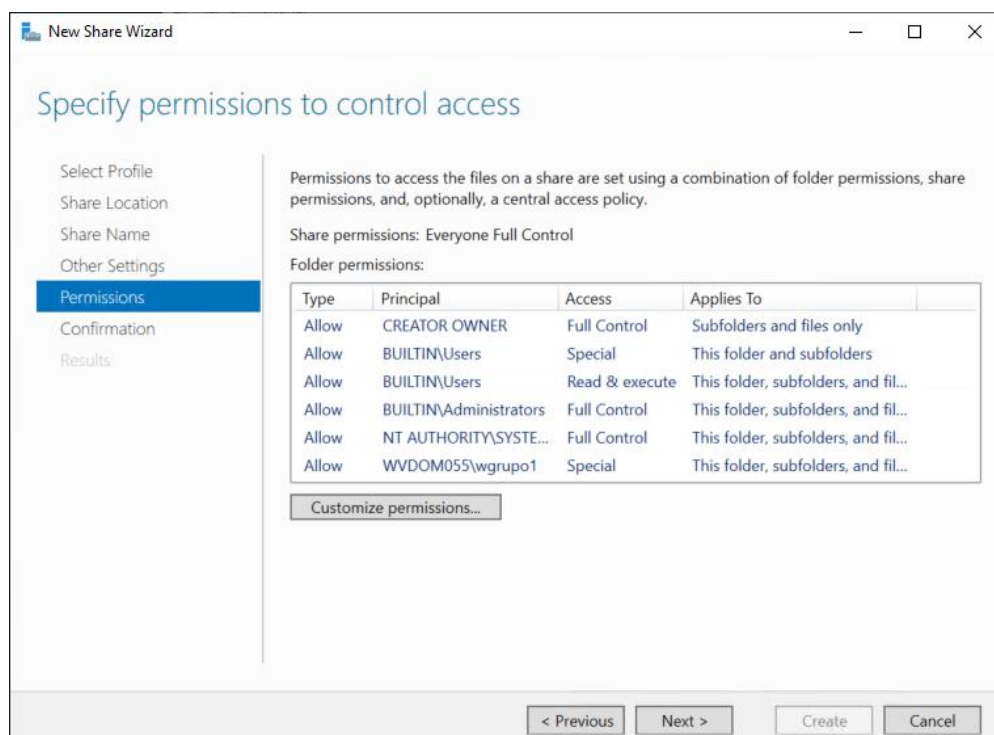 New Share Wizard
Specify permissions to control access
Select Profile
Share Location
Share Name
Other Settings
Permissions
Confirmation
Results
Permissions to access the files on a share are set using a combination of folder permissions, share
permissions, and, optionally, a central access policy.
Share permissions: Everyone Full Control
Folder permissions:
Type Principal Access Applies To
Allow CREATOR OWNER Full Control Subfolders and files only
Allow BUILTIN\Users Special This folder and subfolders
Allow BUILTIN\Users Read & execute This folder, subfolders, and fil...
Allow BUILTIN\Administrators Full Control This folder, subfolders, and fil...
Allow NT AUTHORITY\SYSTE... Full Control This folder, subfolders, and fil...
Allow WVDOM055\wgrupo1 Special This folder, subfolders, and fil...
Customize permissions...
< Previous Next > Create Cancel